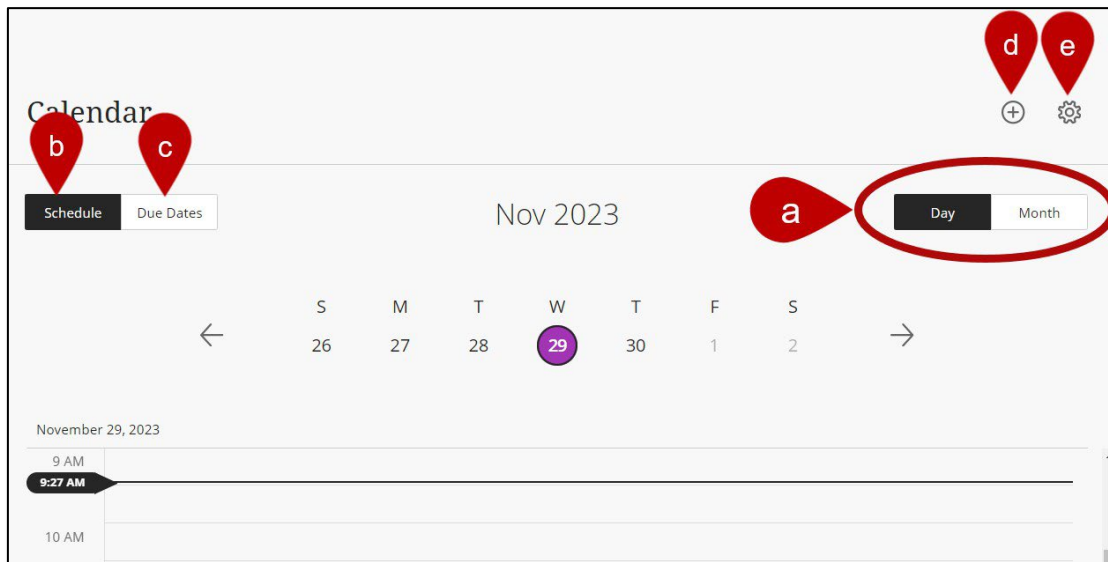 d e
Calendar
b c
Schedule Due Dates Nov 2023 a Day Month
S M T W T F S
26 27 28 29 30 1 2
November 29, 2023
9 AM
9:27 AM
10 AM